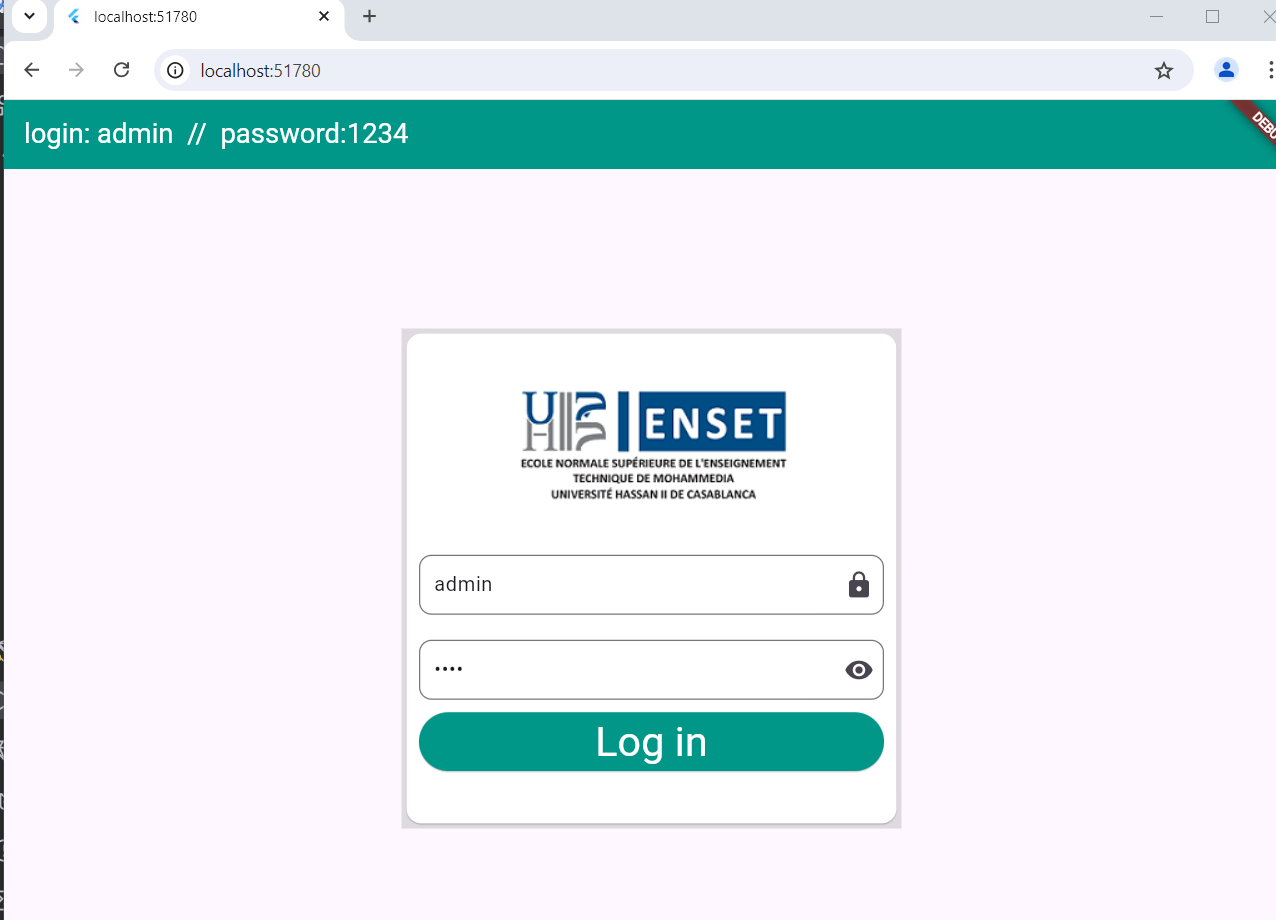 localhost:51780
localhost:51780
login: admin // password:1234
DEBU
UH2
ENSET
ECOLE NORMALE SUPÉRIEURE DE L'ENSEIGNEMENT
TECHNIQUE DE MOHAMMEDIA
UNIVERSITÉ HASSAN II DE CASABLANCA
admin
••••
Log in